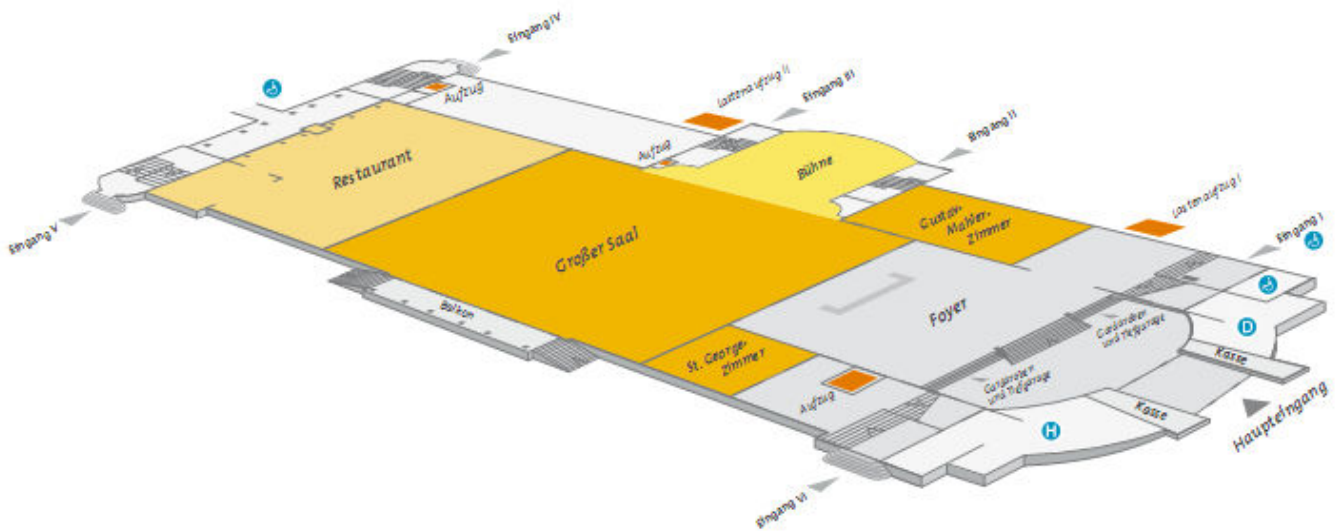 Eingang IV
Aufzug
Lastenaufzug II
Eingang III
Aufzug
Eingang II
Bühne
Restaurant
Gustav-
Mahler-
Zimmer
Lastenaufzug I
Eingang I
Eingang V
Großer Saal
Balkon
Foyer
Garderoben
und Tiefgarage
D
Kasse
St. George-
Zimmer
Aufzug
Garderoben
und Tiefgarage
Kasse
H
Haupteingang
Eingang VI